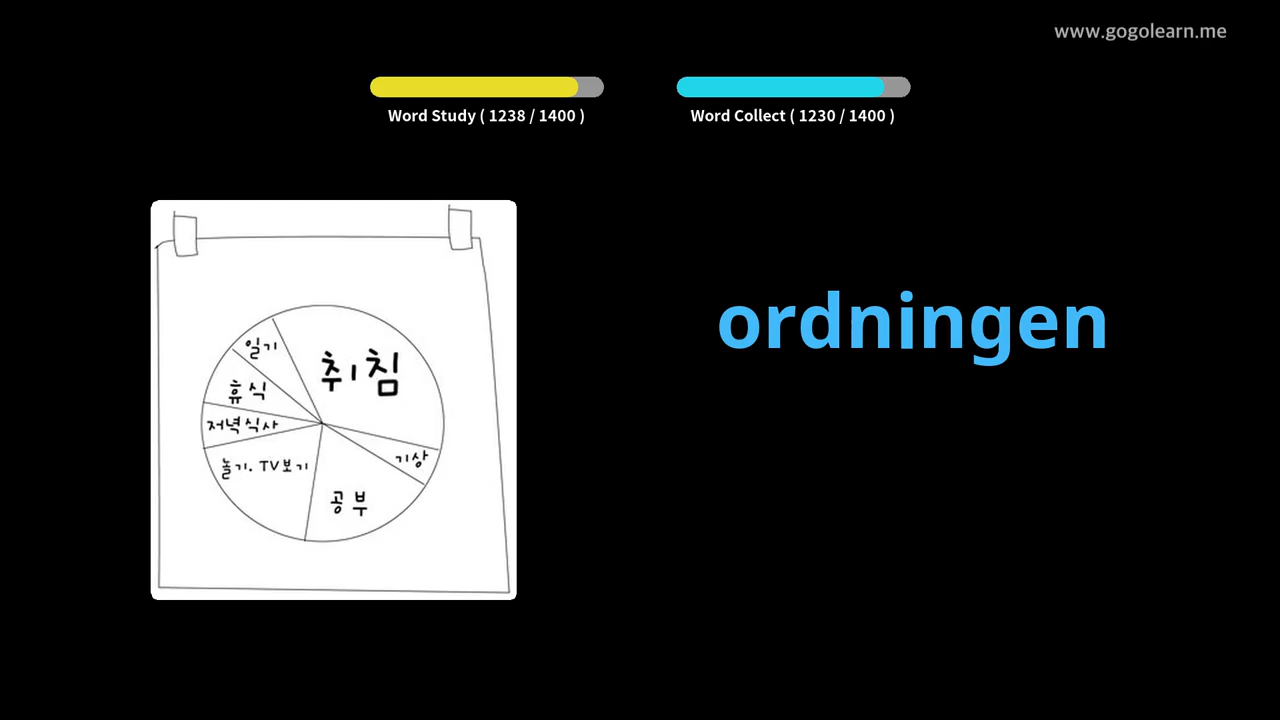 www.gogolearn.me
Word Study ( 1238 / 1400 )
Word Collect ( 1230 / 1400 )
일기
취침
휴식
저녁식사
기상
놀기. TV보기
공부
ordningen